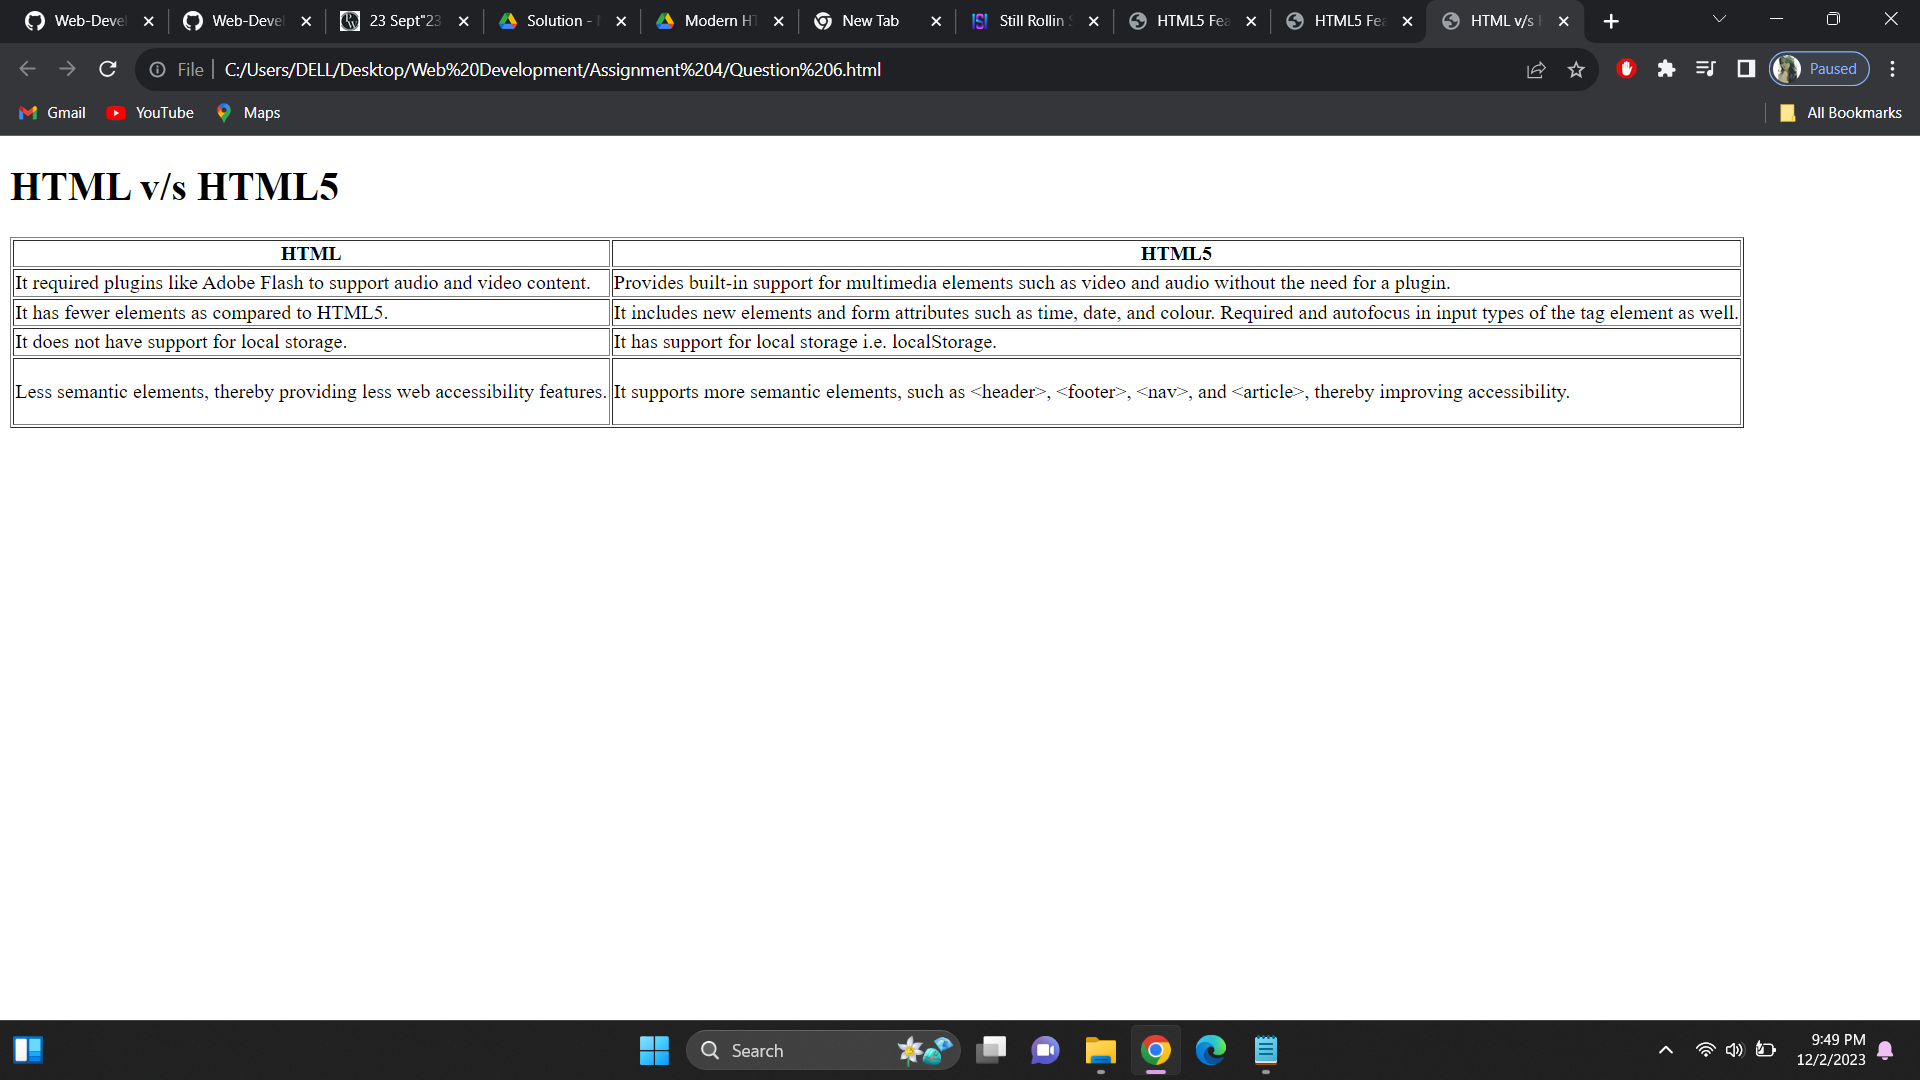 Web-Devel Web-Devel 23 Sept"23 Solution - Modern HT New Tab Still Rollin HTML5 Fea HTML5 Fea HTML v/s
File C:/Users/DELL/Desktop/Web%20Development/Assignment%204/Question%206.html Paused
Gmail YouTube Maps All Bookmarks
HTML v/s HTML5
HTML HTML5
It required plugins like Adobe Flash to support audio and video content. Provides built-in support for multimedia elements such as video and audio without the need for a plugin.
It has fewer elements as compared to HTML5. It includes new elements and form attributes such as time, date, and colour. Required and autofocus in input types of the tag element as well.
It does not have support for local storage. It has support for local storage i.e. localStorage.
Less semantic elements, thereby providing less web accessibility features. It supports more semantic elements, such as <header>, <footer>, <nav>, and <article>, thereby improving accessibility.
Search
9:49 PM
12/2/2023